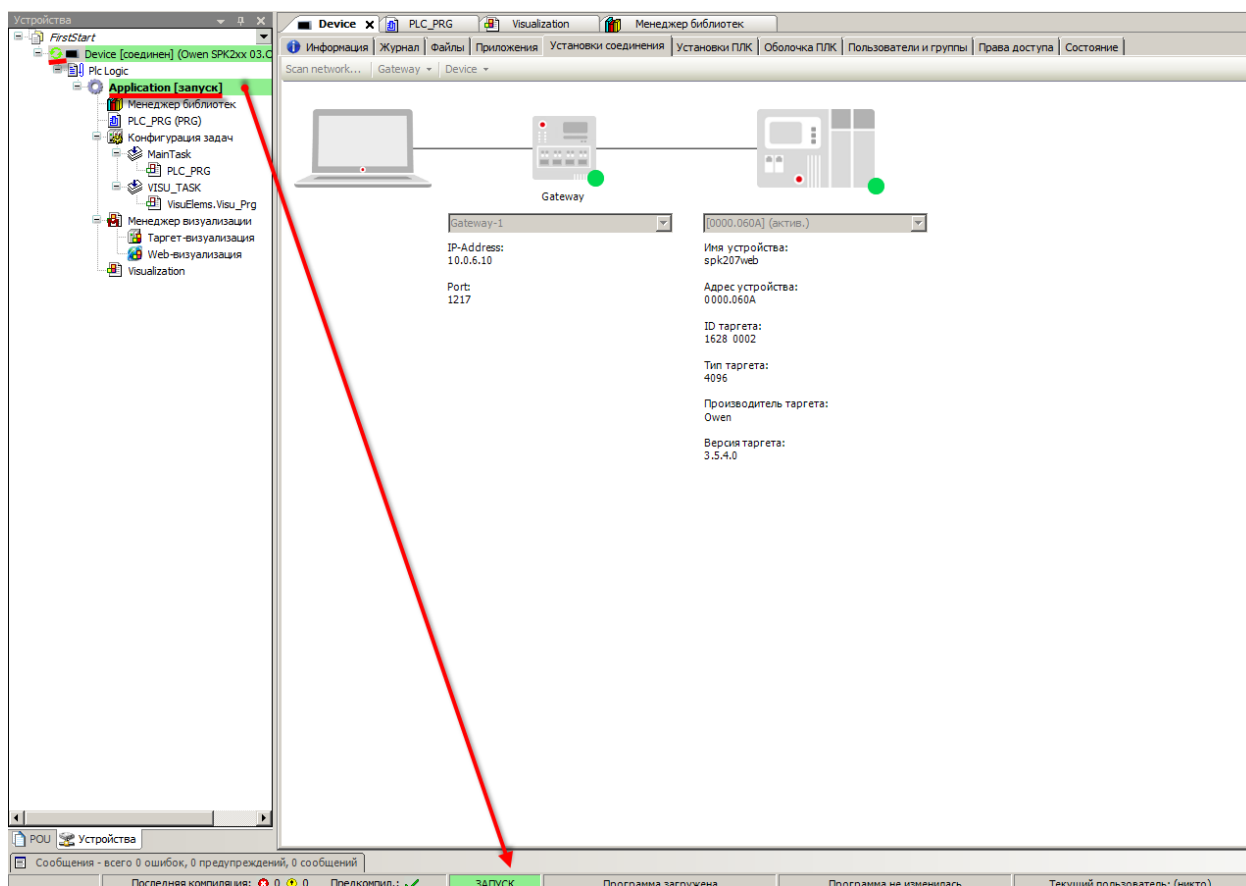 Устройства
FirstStart
Device [соединен] (Owen SPK2xx 03.C
Plc Logic
Application [запуск]
Менеджер библиотек
PLC_PRG (PRG)
Конфигурация задач
MainTask
PLC_PRG
VISU_TASK
VisuElems.Visu_Prg
Менеджер визуализации
Таргет-визуализация
Web-визуализация
Visualization
POU Устройства
Device PLC_PRG Visualization Менеджер библиотек
Информация Журнал Файлы Приложения Установки соединения Установки ПЛК Оболочка ПЛК Пользователи и группы Права доступа Состояние
Scan network... Gateway Device
Gateway
Gateway-1
IP-Address:
10.0.6.10
Port:
1217
[0000.060A] (актив.)
Имя устройства:
spk207web
Адрес устройства:
0000.060A
ID таргета:
1628 0002
Тип таргета:
4096
Производитель таргета:
Owen
Версия таргета:
3.5.4.0
Сообщения - всего 0 ошибок, 0 предупреждений, 0 сообщений
Последняя компиляция: 0 0 Предкомпил.: ЗАПУСК Программа загружена Программа не изменилась Текущий пользователь: (никто)